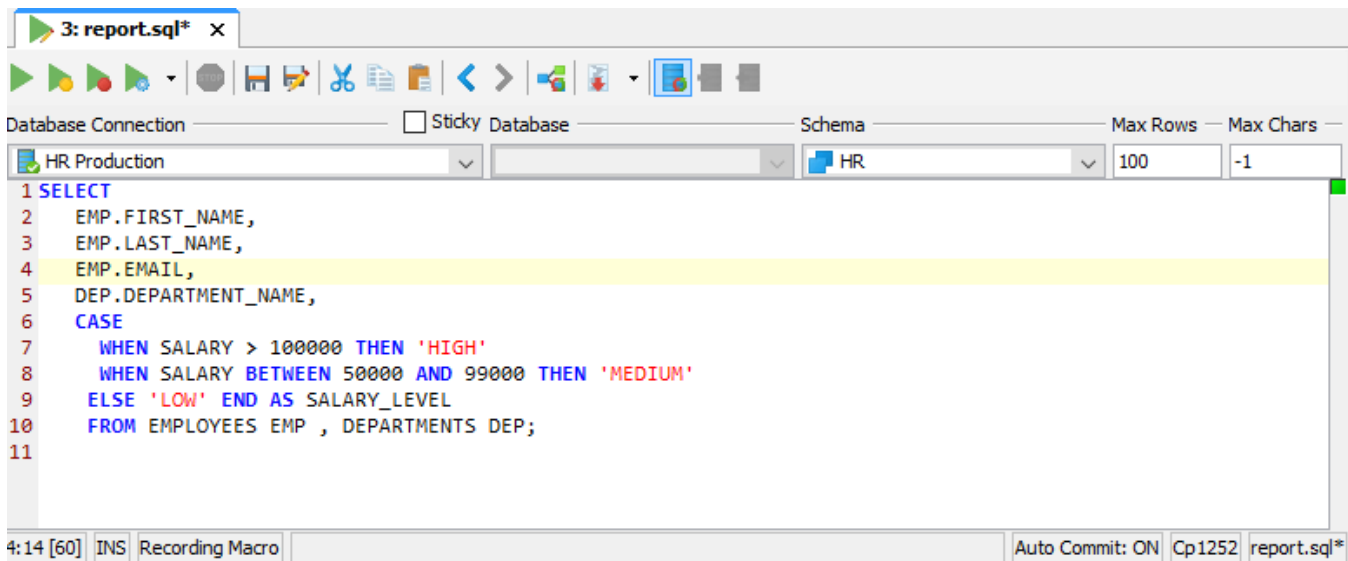 3: report.sql* x
STOP
Database Connection Sticky Database Schema Max Rows Max Chars
HR Production HR 100 -1
1 SELECT
2 EMP.FIRST_NAME,
3 EMP.LAST_NAME,
4 EMP.EMAIL,
5 DEP.DEPARTMENT_NAME,
6 CASE
7 WHEN SALARY > 100000 THEN 'HIGH'
8 WHEN SALARY BETWEEN 50000 AND 99000 THEN 'MEDIUM'
9 ELSE 'LOW' END AS SALARY_LEVEL
10 FROM EMPLOYEES EMP , DEPARTMENTS DEP;
11
4:14 [60] INS Recording Macro Auto Commit: ON Cp1252 report.sql*